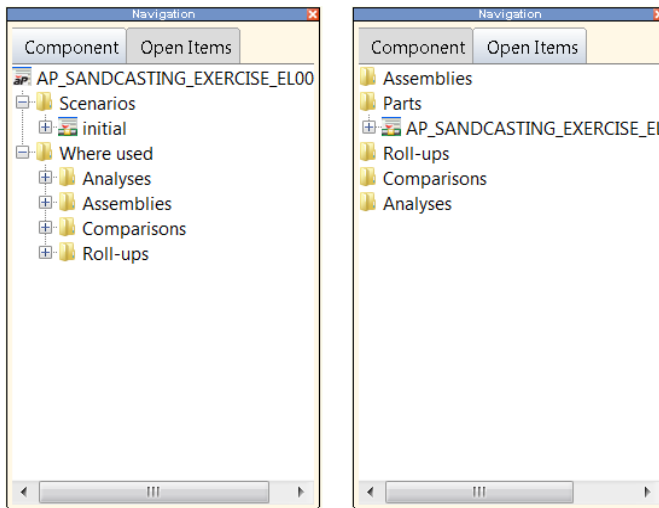 Navigation
Component Open Items
AP_SANDCASTING_EXERCISE_EL00
Scenarios
initial
Where used
Analyses
Assemblies
Comparisons
Roll-ups
Navigation
Component Open Items
Assemblies
Parts
AP_SANDCASTING_EXERCISE_EL
Roll-ups
Comparisons
Analyses